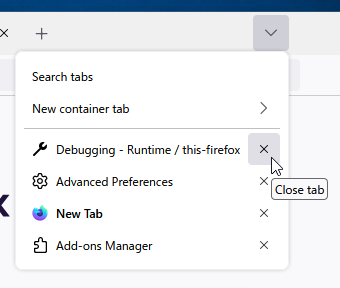 Search tabs
New container tab
Debugging - Runtime / this-firefox
Close tab
Advanced Preferences
New Tab
Add-ons Manager